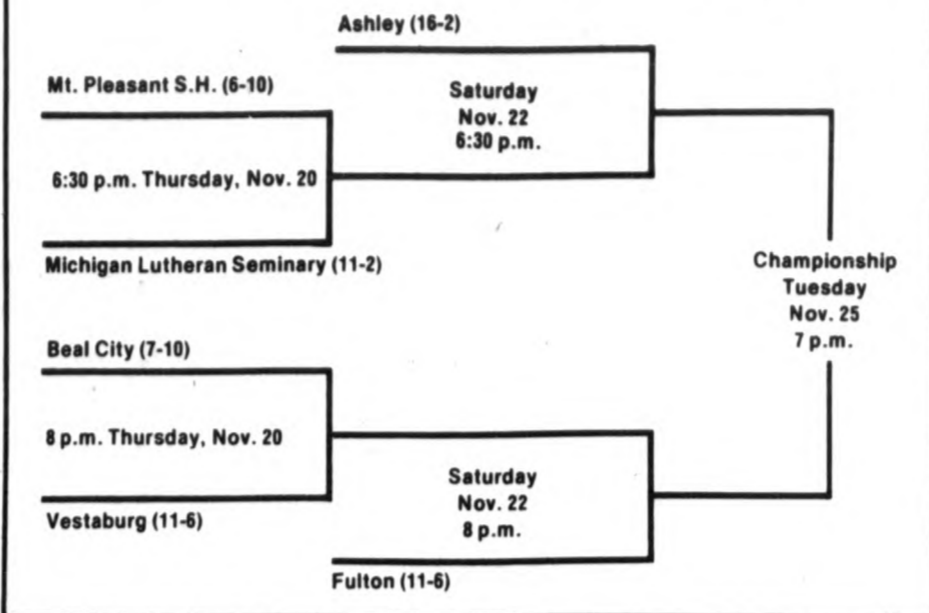 Ashley (16-2)
Mt. Pleasant S.H. (6-10)
Saturday
Nov. 22
6:30 p.m.
6:30 p.m. Thursday, Nov. 20
Michigan Lutheran Seminary (11-2)
Championship
Tuesday
Nov. 25
7 p.m.
Beal City (7-10)
8 p.m. Thursday, Nov. 20
Saturday
Nov. 22
8 p.m.
Vestaburg (11-6)
Fulton (11-6)